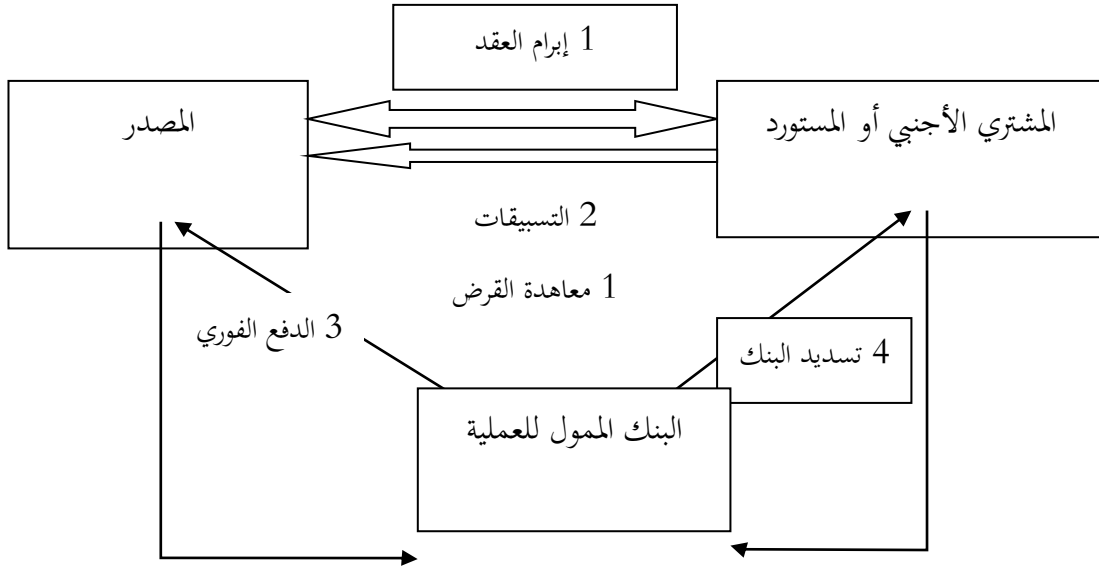 1 إبرام العقد
المشتري الأجنبي أو المستورد
المصدر
2 التسبيقات
1 معاهدة القرض
3 الدفع الفوري
4 تسديد البنك
البنك الممول للعملية